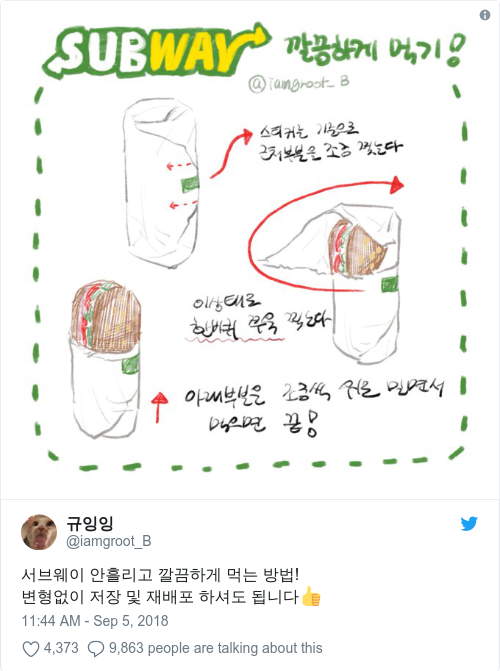 SUBWAY 깔끔하게 먹기!
@iamgroot_B
스티커는 기준으로
근처부분은 조금 찢는다
이상태로
한바퀴 쭈욱 찢는다
아래부분은 조금씩 위로 밀면서
먹으면 끝!
규잉잉
@iamgroot_B
서브웨이 안흘리고 깔끔하게 먹는 방법!
변형없이 저장 및 재배포 하셔도 됩니다👍
11:44 AM - Sep 5, 2018
4,373 9,863 people are talking about this